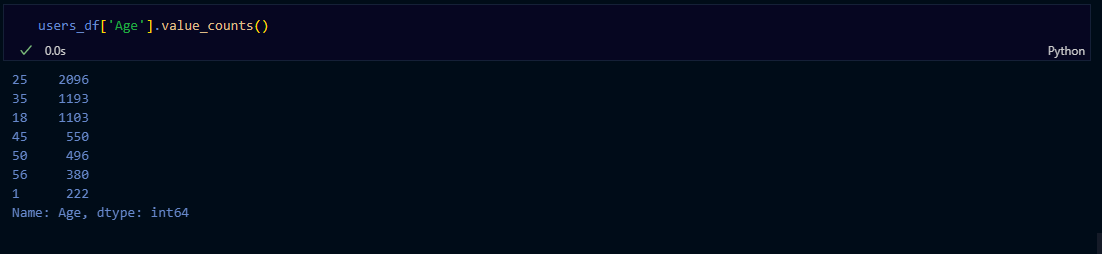 users_df['Age'].value_counts()
0.0s
Python
25    2096
35    1193
18    1103
45     550
50     496
56     380
1      222
Name: Age, dtype: int64